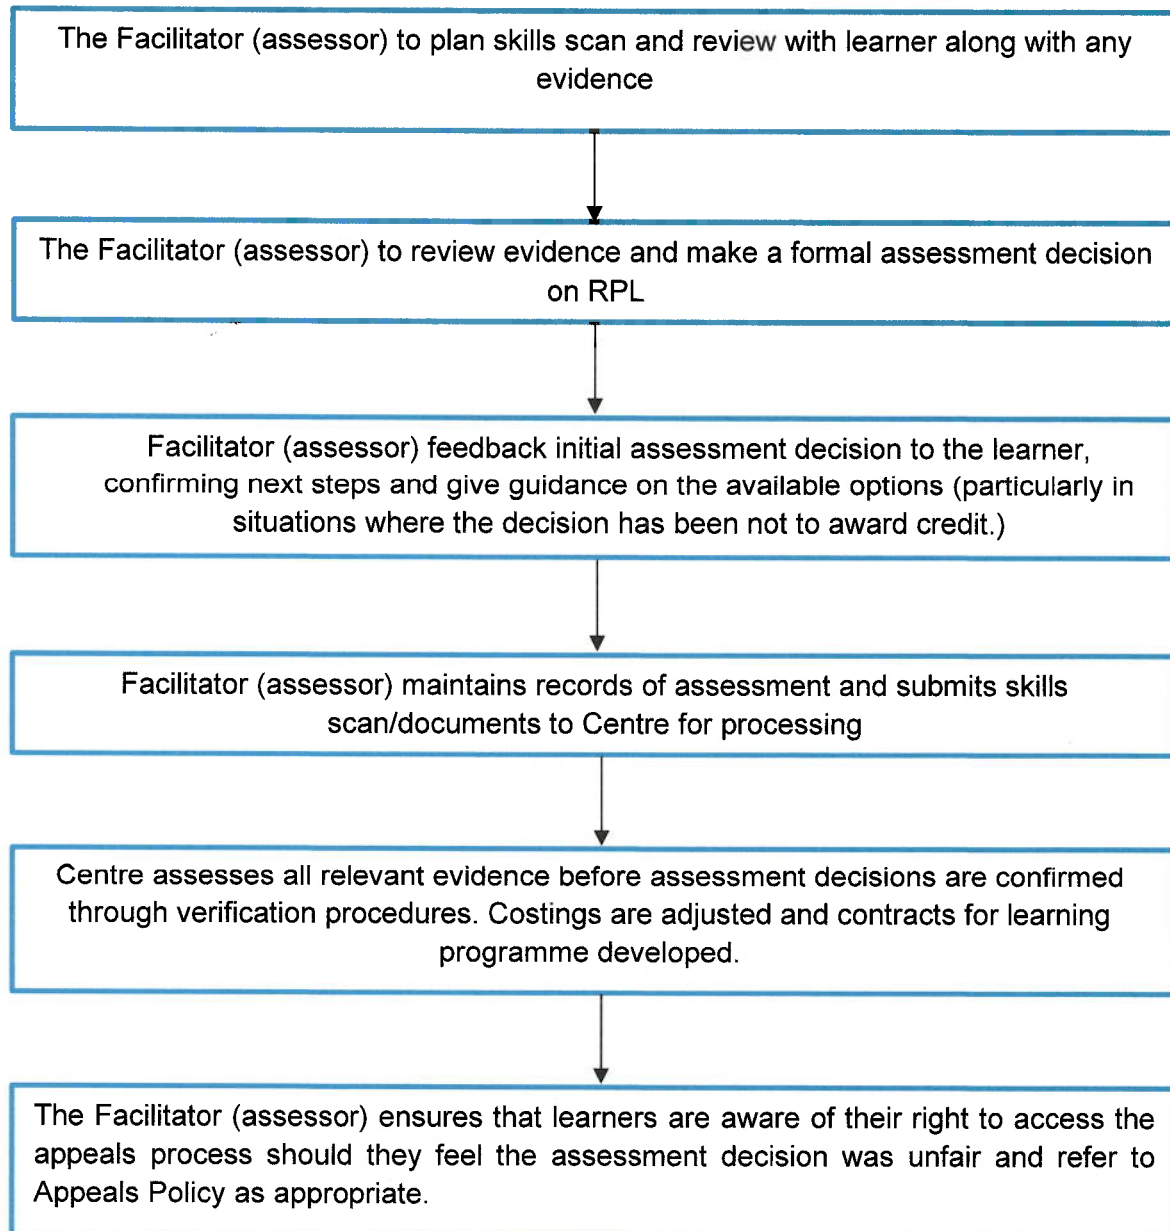 The Facilitator (assessor) to plan skills scan and review with learner along with any
evidence
The Facilitator (assessor) to review evidence and make a formal assessment decision
on RPL
Facilitator (assessor) feedback initial assessment decision to the learner,
confirming next steps and give guidance on the available options (particularly in
situations where the decision has been not to award credit.)
Facilitator (assessor) maintains records of assessment and submits skills
scan/documents to Centre for processing
Centre assesses all relevant evidence before assessment decisions are confirmed
through verification procedures. Costings are adjusted and contracts for learning
programme developed.
The Facilitator (assessor) ensures that learners are aware of their right to access the
appeals process should they feel the assessment decision was unfair and refer to
Appeals Policy as appropriate.